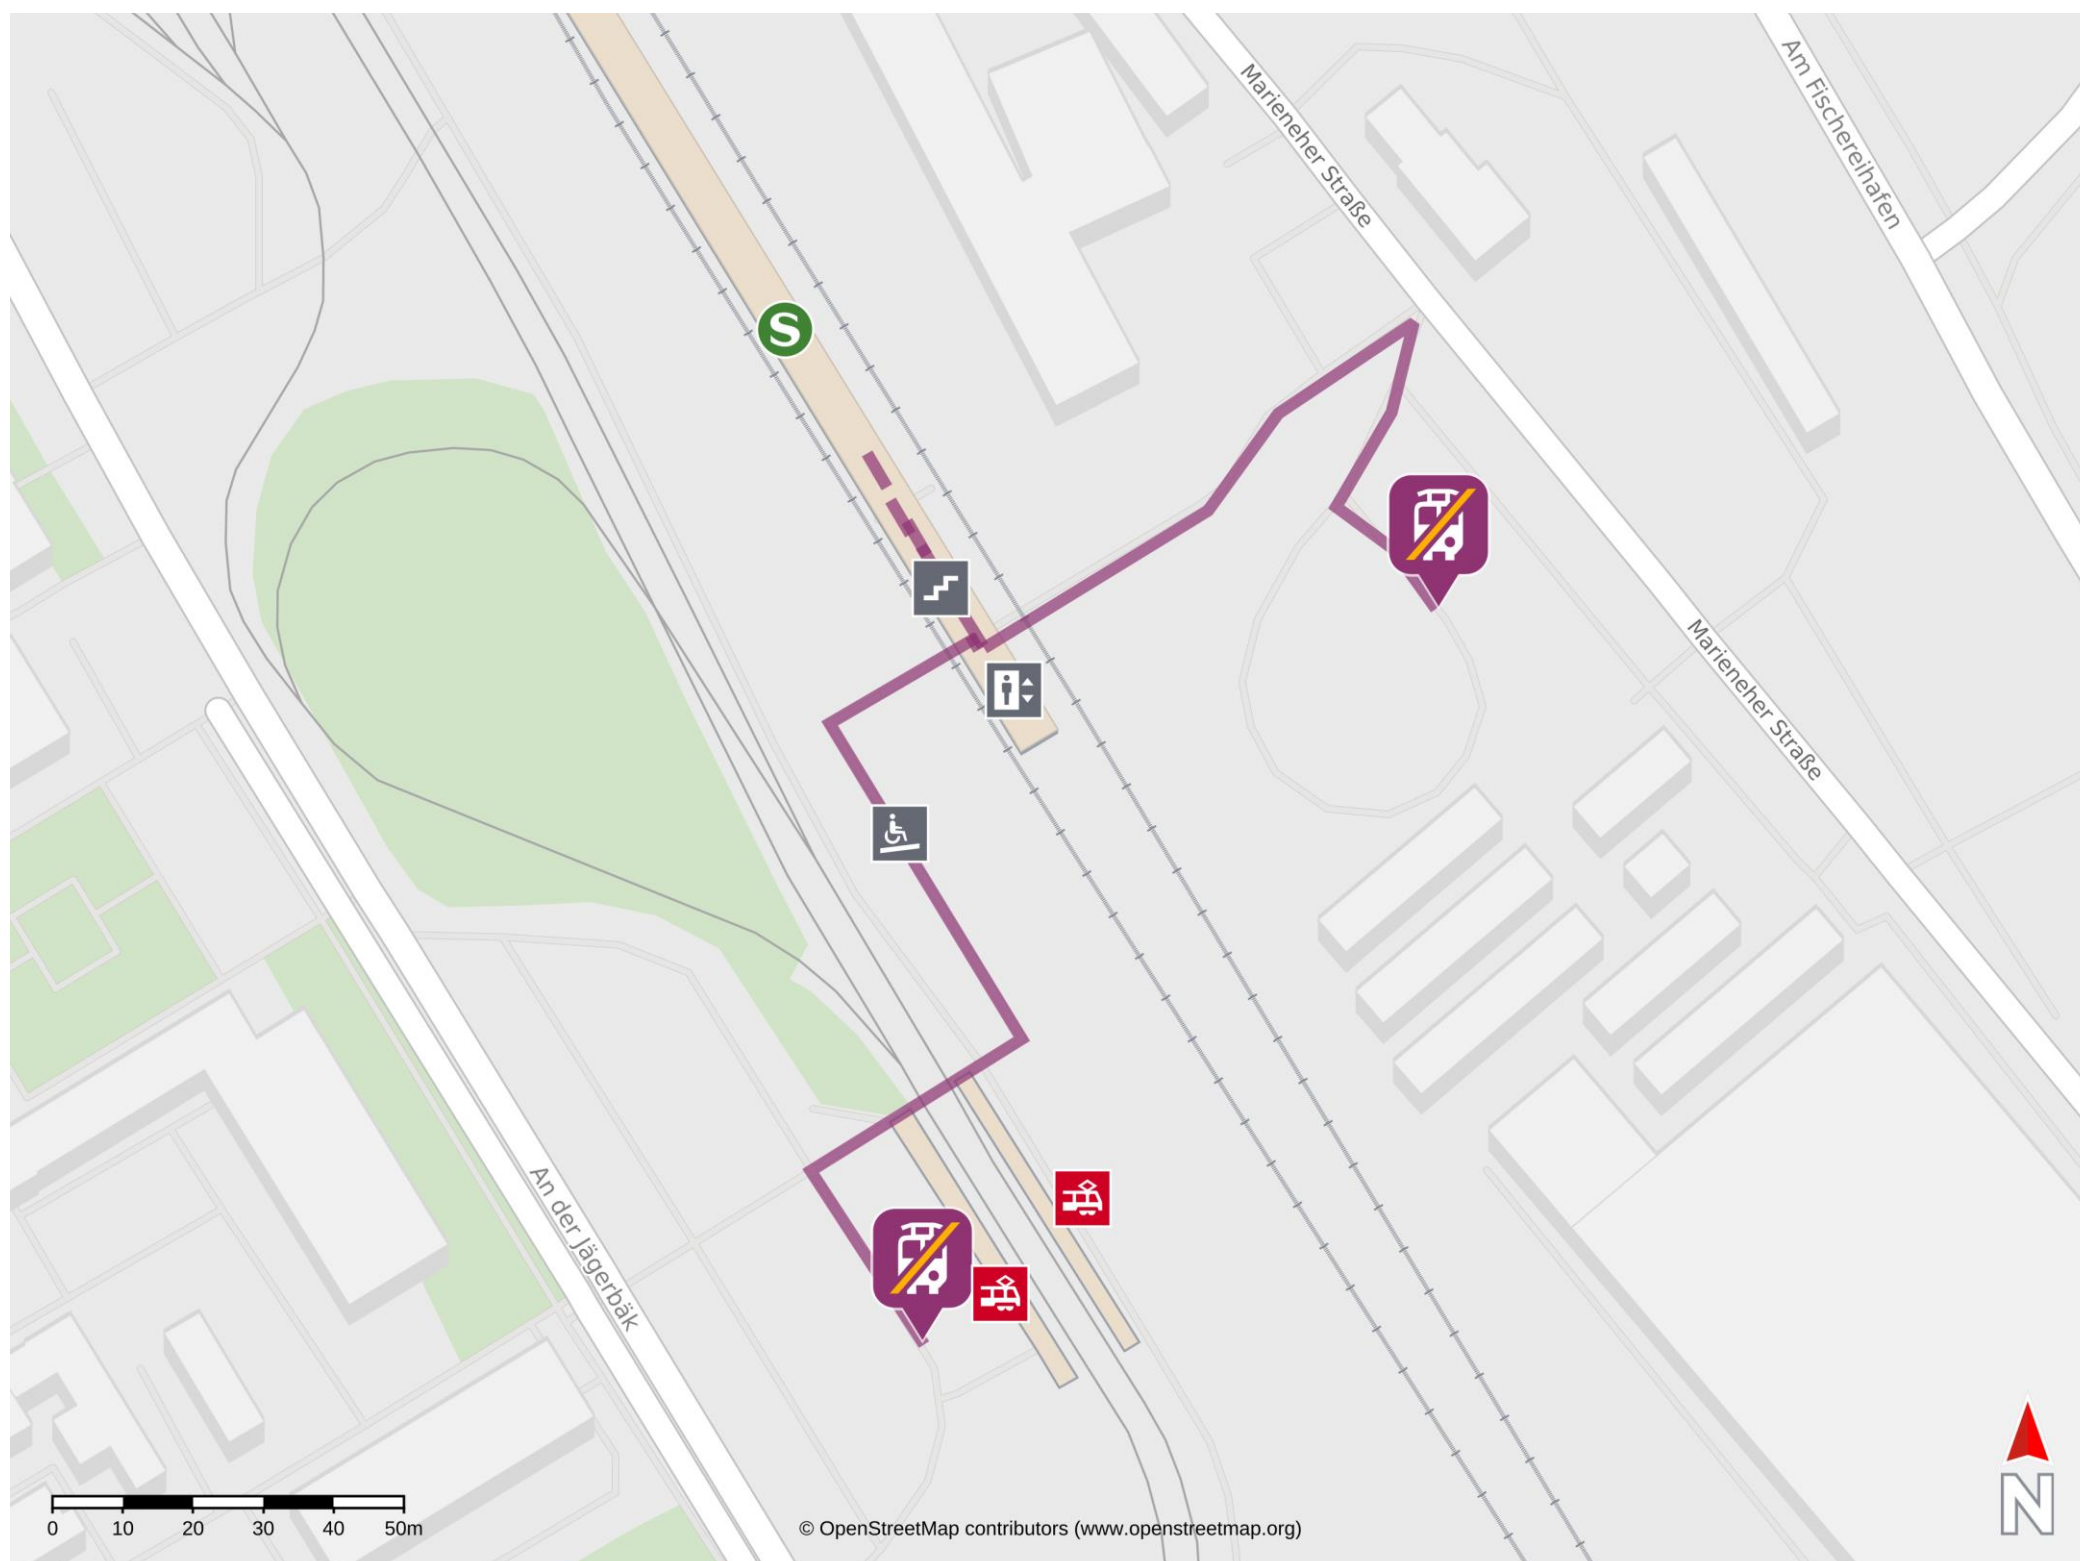 Am Fischereihafen
Marieneher Straße
S
Marieneher Straße
An der Jägerbäk
0 10 20 30 40 50m
© OpenStreetMap contributors (www.openstreetmap.org)
N